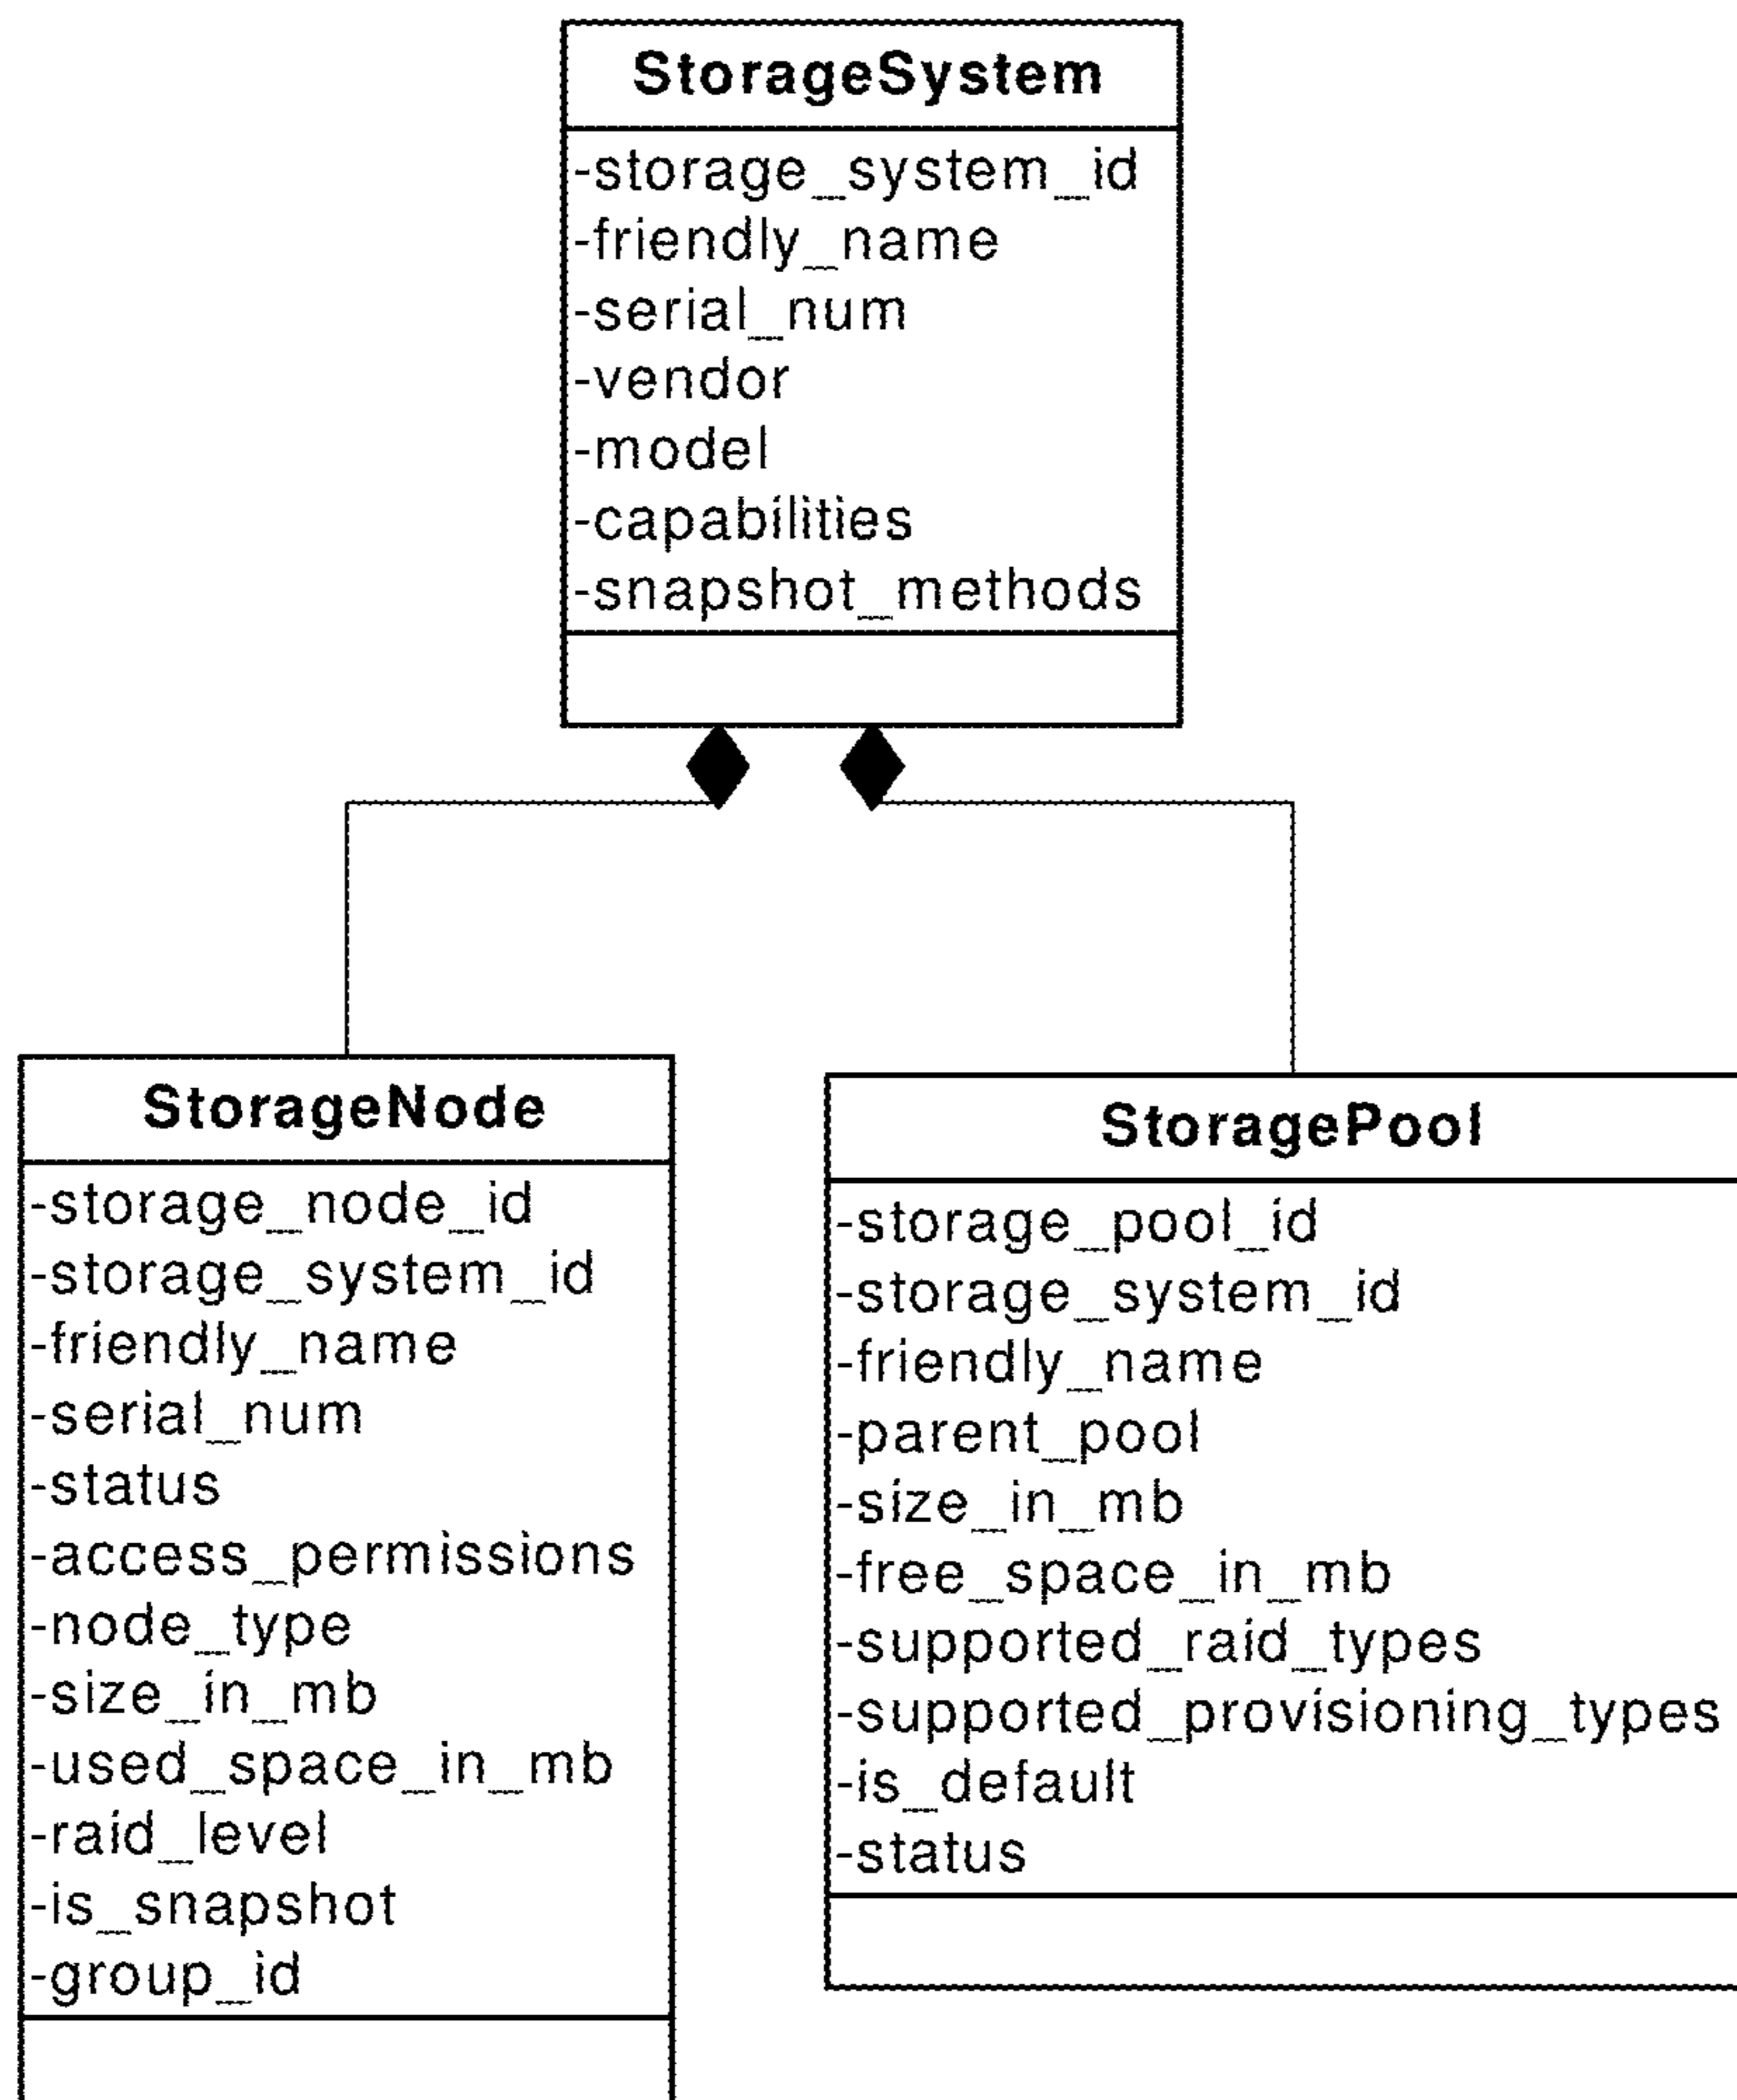 StorageSystem
-storage_system_id
-friendly_name
-serial_num
-vendor
-model
-capabilities
-snapshot_methods
StorageNode
-storage_node_id
-storage_system_id
-friendly_name
-serial_num
-status
-access_permissions
-node_type
-size_in_mb
-used_space_in_mb
-raid_level
-is_snapshot
-group_id
StoragePool
-storage_pool_id
-storage_system_id
-friendly_name
-parent_pool
-size_in_mb
-free_space_in_mb
-supported_raid_types
-supported_provisioning_types
-is_default
-status